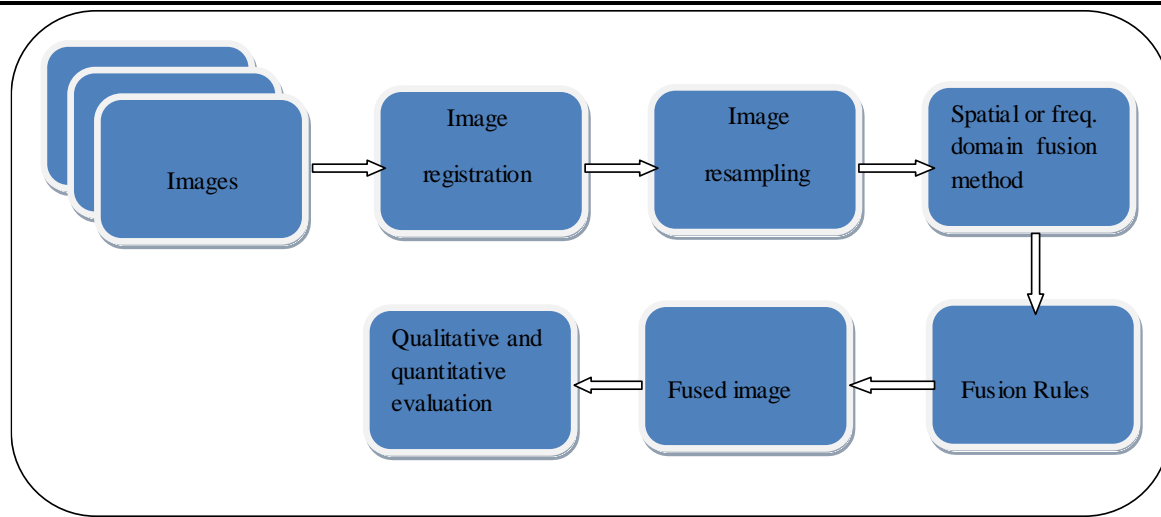 Images
Image
registration
Image
resampling
Spatial or freq.
domain fusion
method
Fusion Rules
Fused image
Qualitative and
quantitative
evaluation